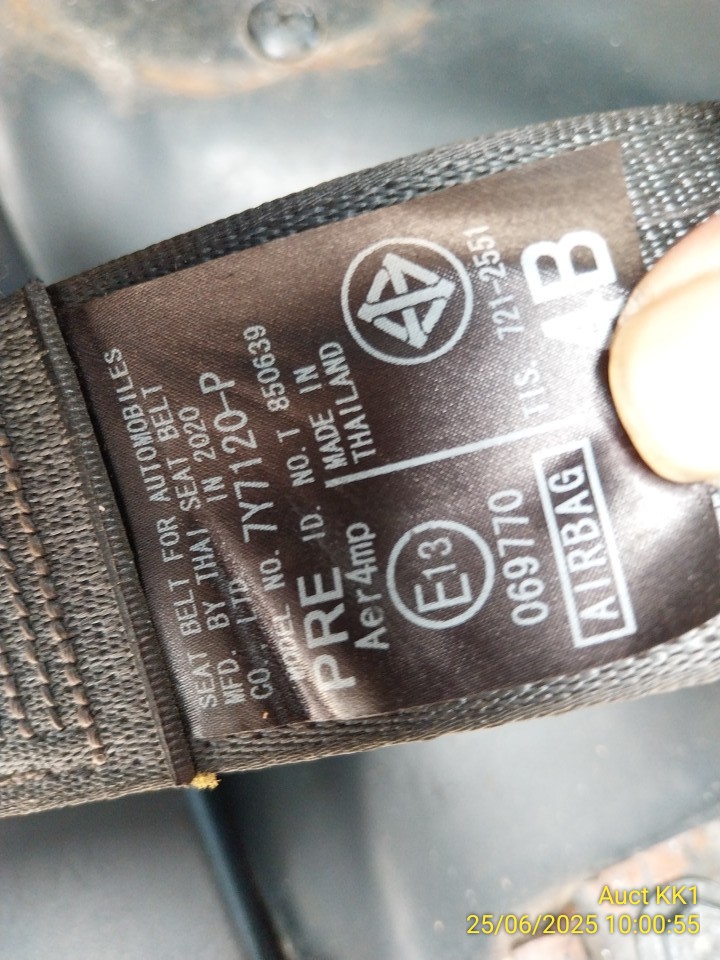 SEAT BELT FOR AUTOMOBILES
MFD. BY THAI SEAT BELT
CO., LTD. IN 2020
MODEL NO. 7Y7120-P
PRE ID. NO. T 850639
Aer4mp
MADE IN
THAILAND
E13
069770
AIRBAG
TIS. 721-2551
4B
Auct KK1
25/06/2025 10:00:55